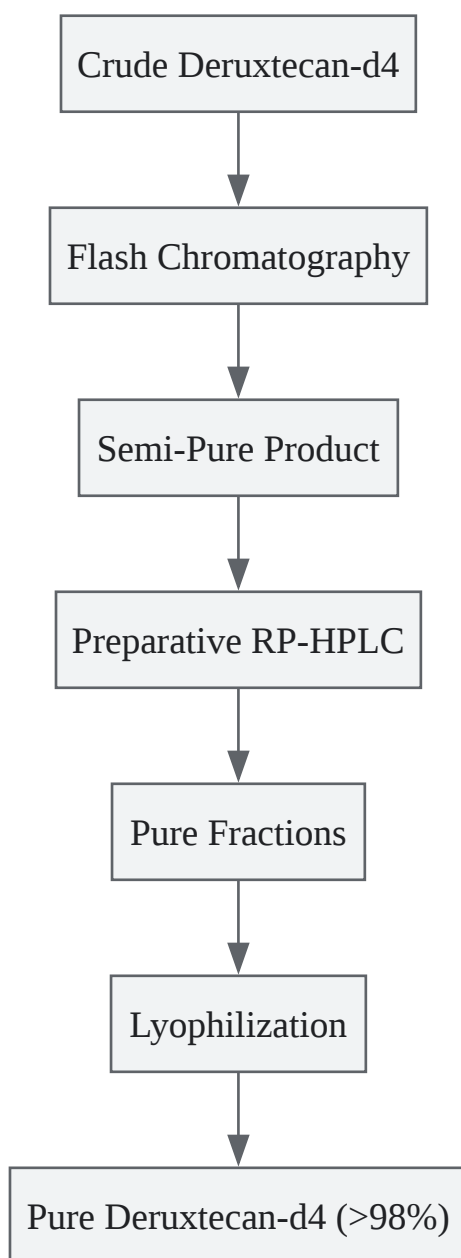 Crude Deruxtecan-d4
Flash Chromatography
Semi-Pure Product
Preparative RP-HPLC
Pure Fractions
Lyophilization
Pure Deruxtecan-d4 (>98%)